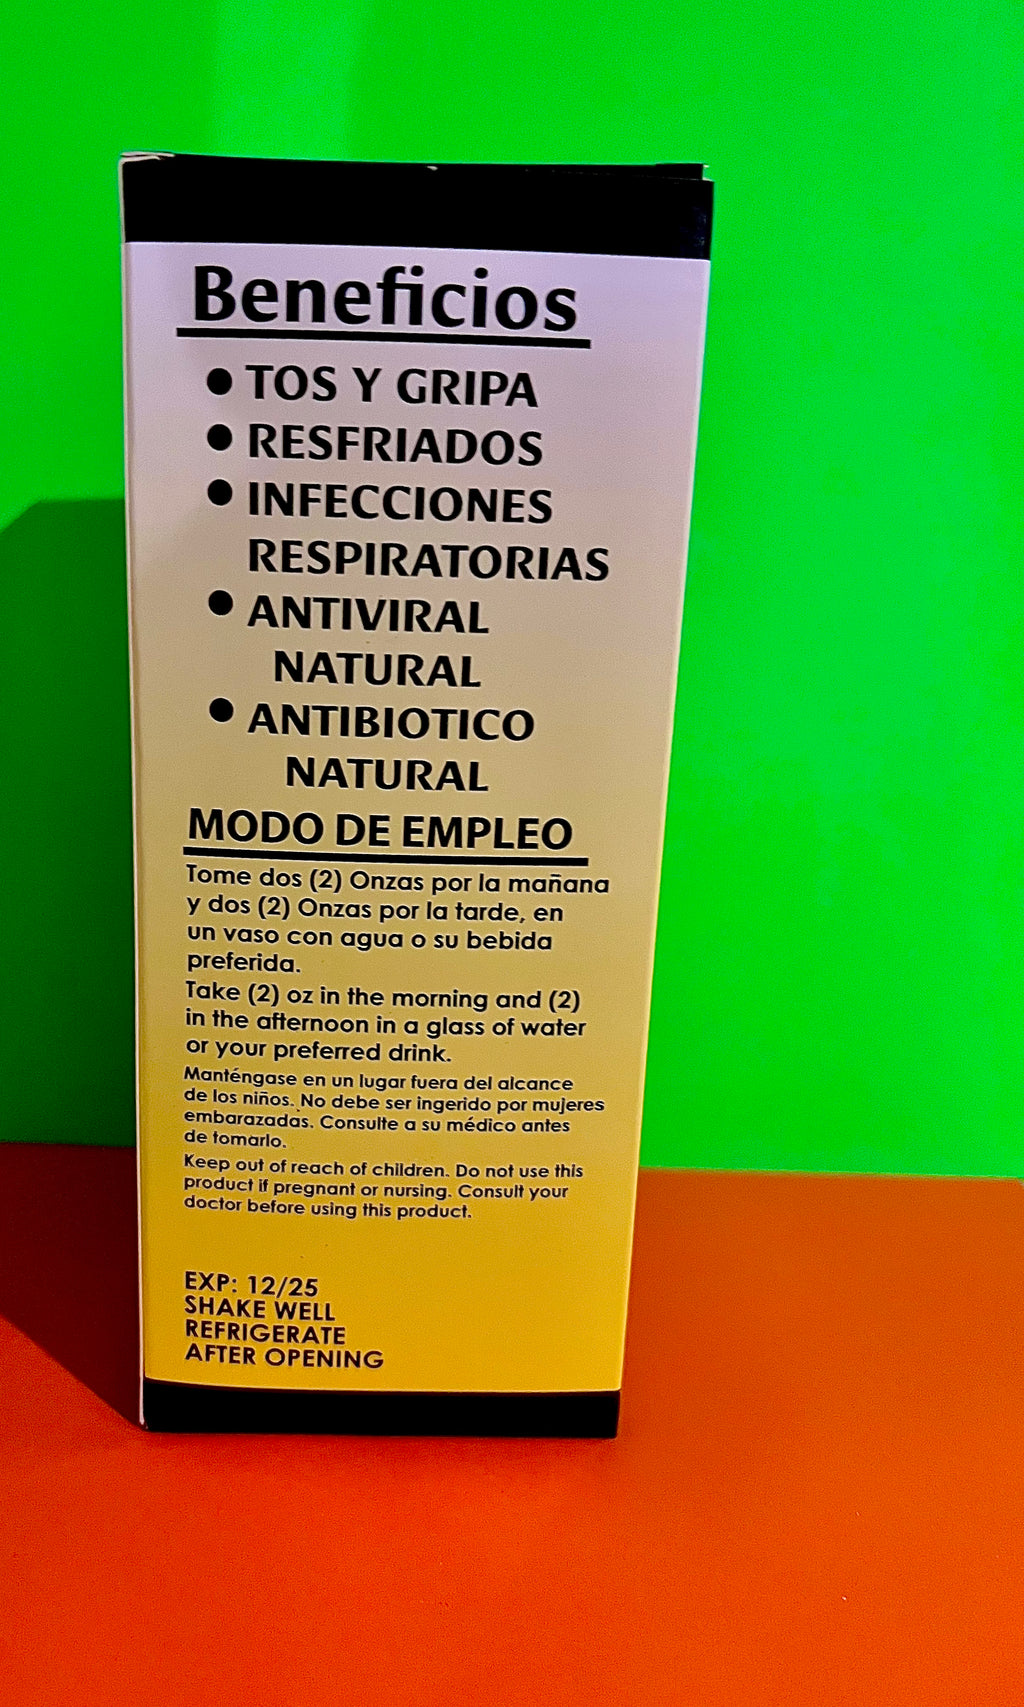 Beneficios
• TOS Y GRIPA
• RESFRIADOS
• INFECCIONES
RESPIRATORIAS
• ANTIVIRAL
NATURAL
• ANTIBIOTICO
NATURAL
MODO DE EMPLEO
Tome dos (2) Onzas por la mañana
y dos (2) Onzas por la tarde, en
un vaso con agua o su bebida
preferida.
Take (2) oz in the morning and (2)
in the afternoon in a glass of water
or your preferred drink.
Manténgase en un lugar fuera del alcance
de los niños. No debe ser ingerido por mujeres
embarazadas. Consulte a su médico antes
de tomarlo.
Keep out of reach of children. Do not use this
product if pregnant or nursing. Consult your
doctor before using this product.
EXP: 12/25
SHAKE WELL
REFRIGERATE
AFTER OPENING